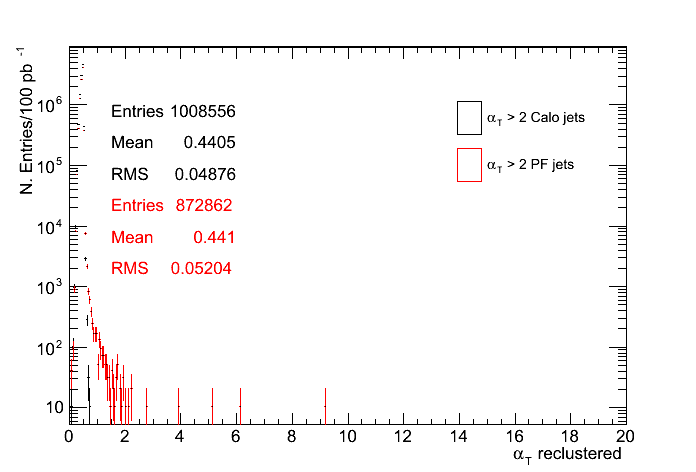 N. Entries/100 pb⁻¹
10⁶
10⁵
10⁴
10³
10²
10
Entries 1008556
Mean 0.4405
RMS 0.04876
Entries 872862
Mean 0.441
RMS 0.05204
α_T > 2 Calo jets
α_T > 2 PF jets
0 2 4 6 8 10 12 14 16 18 20
α_T reclustered